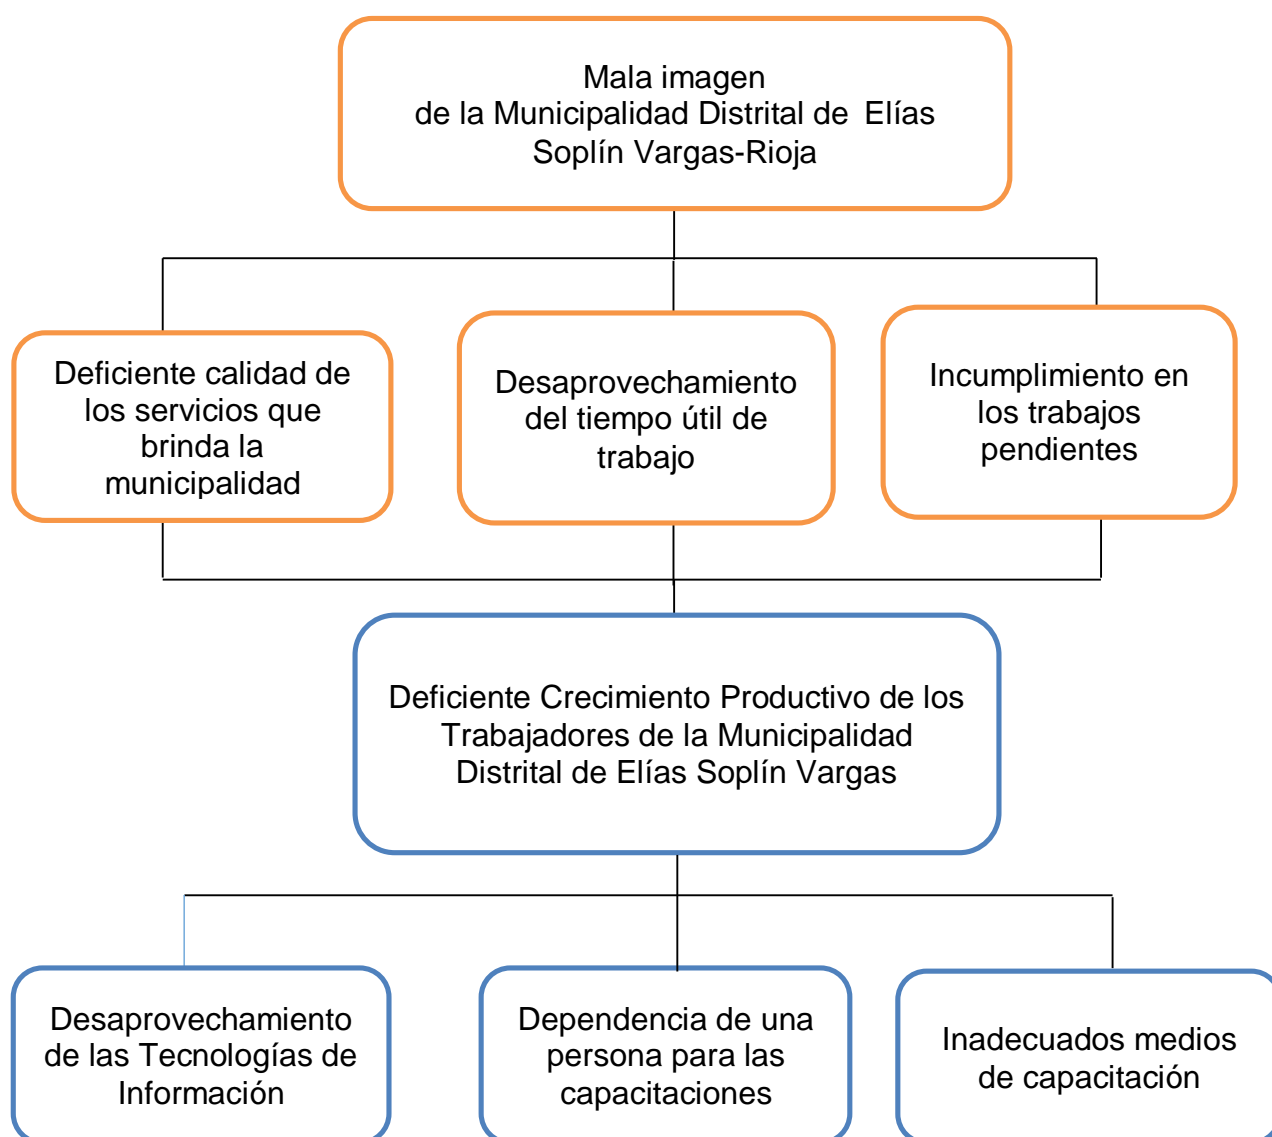 Mala imagen
de la Municipalidad Distrital de Elías
Soplín Vargas-Rioja
Deficiente calidad de
los servicios que
brinda la
municipalidad
Desaprovechamiento
del tiempo útil de
trabajo
Incumplimiento en
los trabajos
pendientes
Deficiente Crecimiento Productivo de los
Trabajadores de la Municipalidad
Distrital de Elías Soplín Vargas
Desaprovechamiento
de las Tecnologías de
Información
Dependencia de una
persona para las
capacitaciones
Inadecuados medios
de capacitación